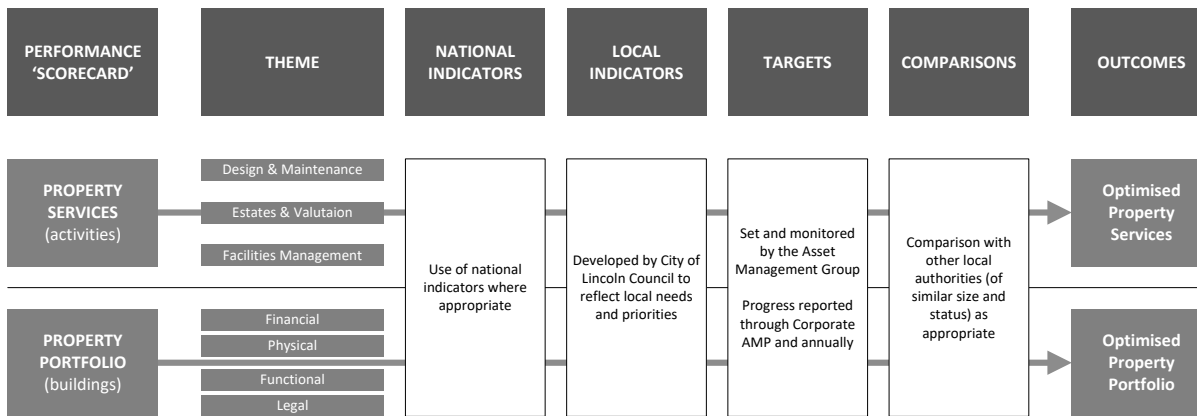 PERFORMANCE
‘SCORECARD’
THEME
NATIONAL
INDICATORS
LOCAL
INDICATORS
TARGETS
COMPARISONS
OUTCOMES
PROPERTY
SERVICES
(activities)
Design & Maintenance
Estates & Valutaion
Facilities Management
PROPERTY
PORTFOLIO
(buildings)
Financial
Physical
Functional
Legal
Use of national
indicators where
appropriate
Developed by City of
Lincoln Council to
reflect local needs
and priorities
Set and monitored
by the Asset
Management Group
Progress reported
through Corporate
AMP and annually
Comparison with
other local
authorities (of
similar size and
status) as
appropriate
Optimised
Property
Services
Optimised
Property
Portfolio